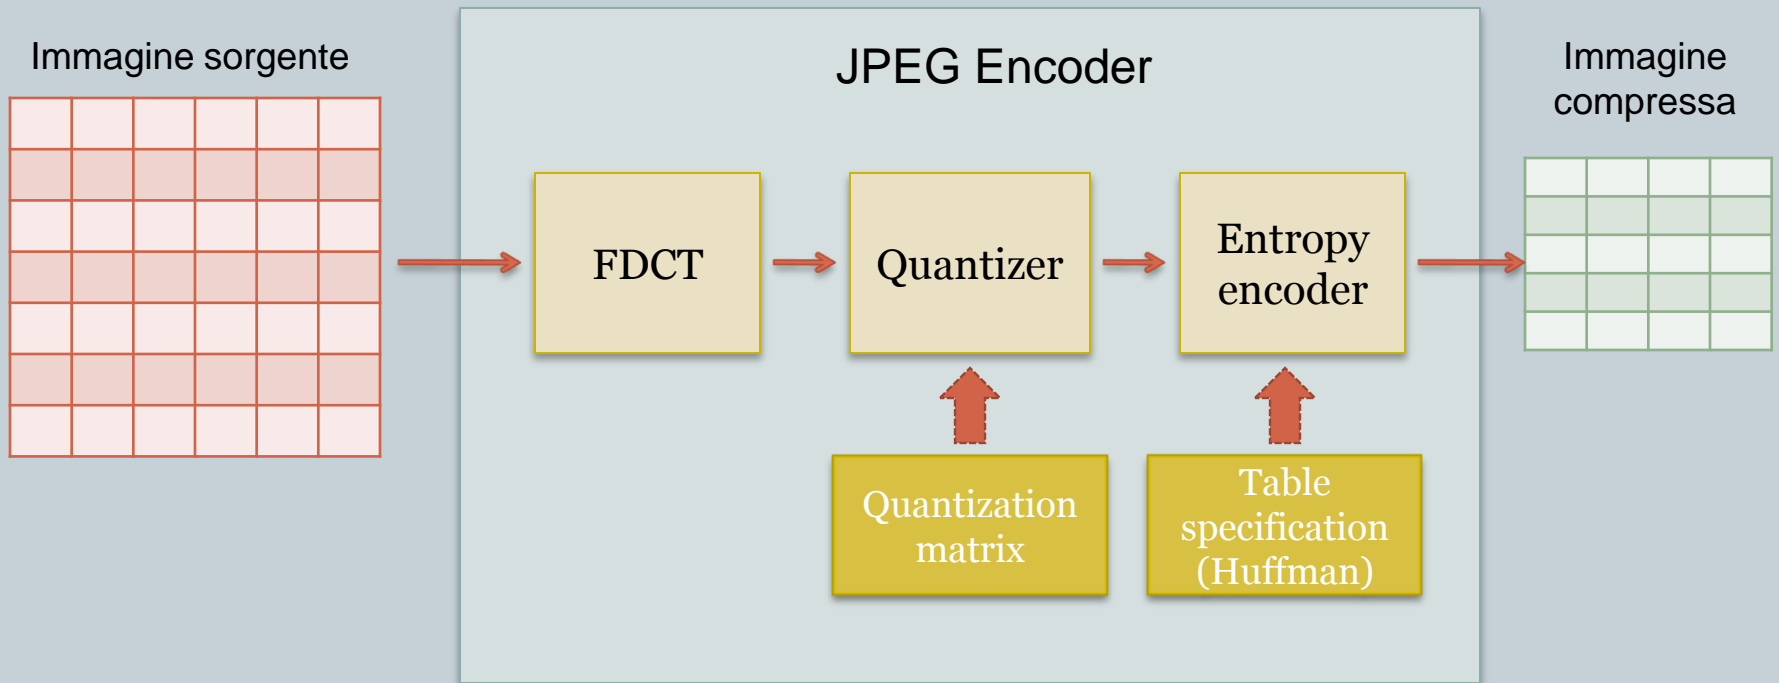 Immagine sorgente
JPEG Encoder
Immagine
compressa
FDCT
Quantizer
Entropy
encoder
Quantization
matrix
Table
specification
(Huffman)